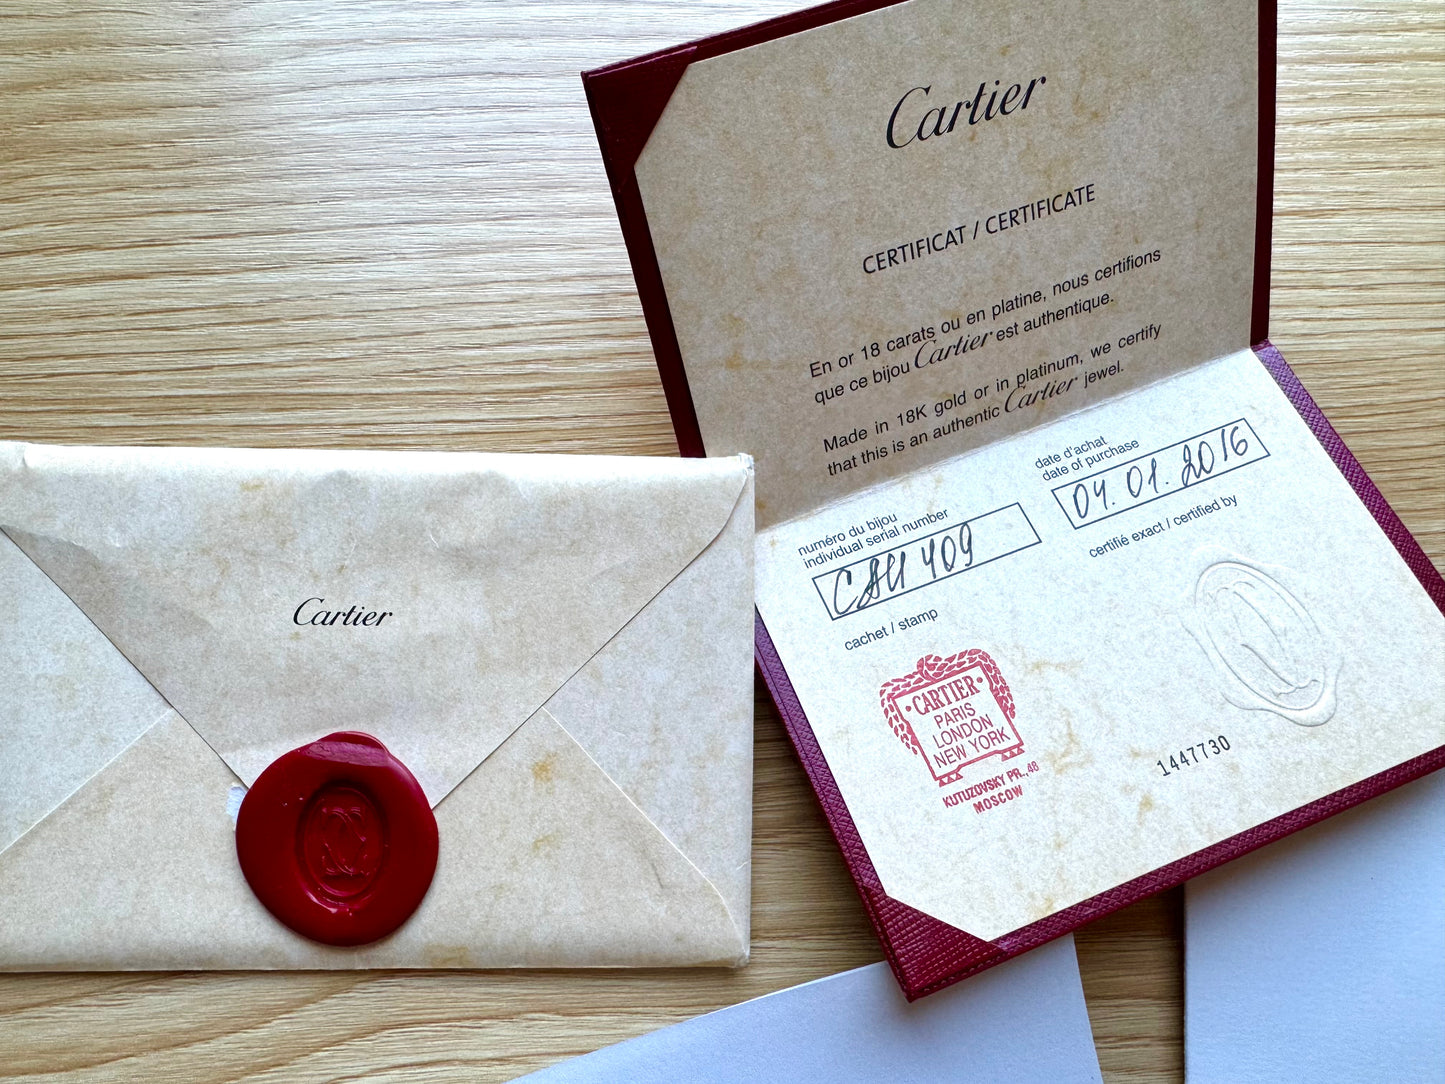 Cartier
CERTIFICAT / CERTIFICATE
En or 18 carats ou en platine, nous certifions
que ce bijou Cartier est authentique.
Made in 18K gold or in platinum, we certify
that this is an authentic Cartier jewel.
numéro du bijou
individual serial number
409
date d'achat
date of purchase
04.01.2016
cachet / stamp
certifié exact / certified by
CARTIER
PARIS
LONDON
NEW YORK
KUTUZOVSKY PR., 48
MOSCOW
1447730
Cartier